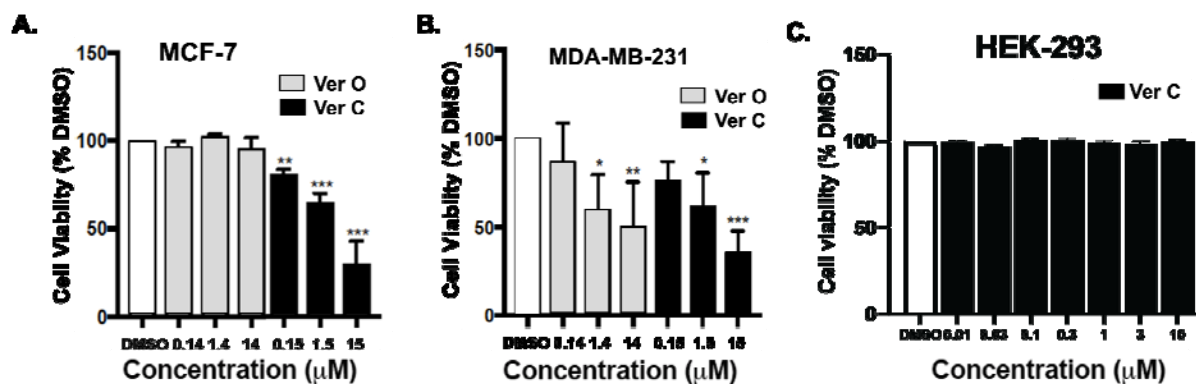 A.
MCF-7
150
100
50
0
Cell Viability (% DMSO)
Ver O
Ver C
**
***
***
DMSO 0.14 1.4 14 0.15 1.5 15
Concentration (μM)
B.
MDA-MB-231
150
100
50
0
Cell Viability (% DMSO)
Ver O
Ver C
*
**
*
***
DMSO 0.14 1.4 14 0.15 1.5 15
Concentration (μM)
C.
HEK-293
150
100
50
0
Cell viability (% DMSO)
Ver C
DMSO 0.01 0.03 0.1 0.3 1 3 10
Concentration (μM)